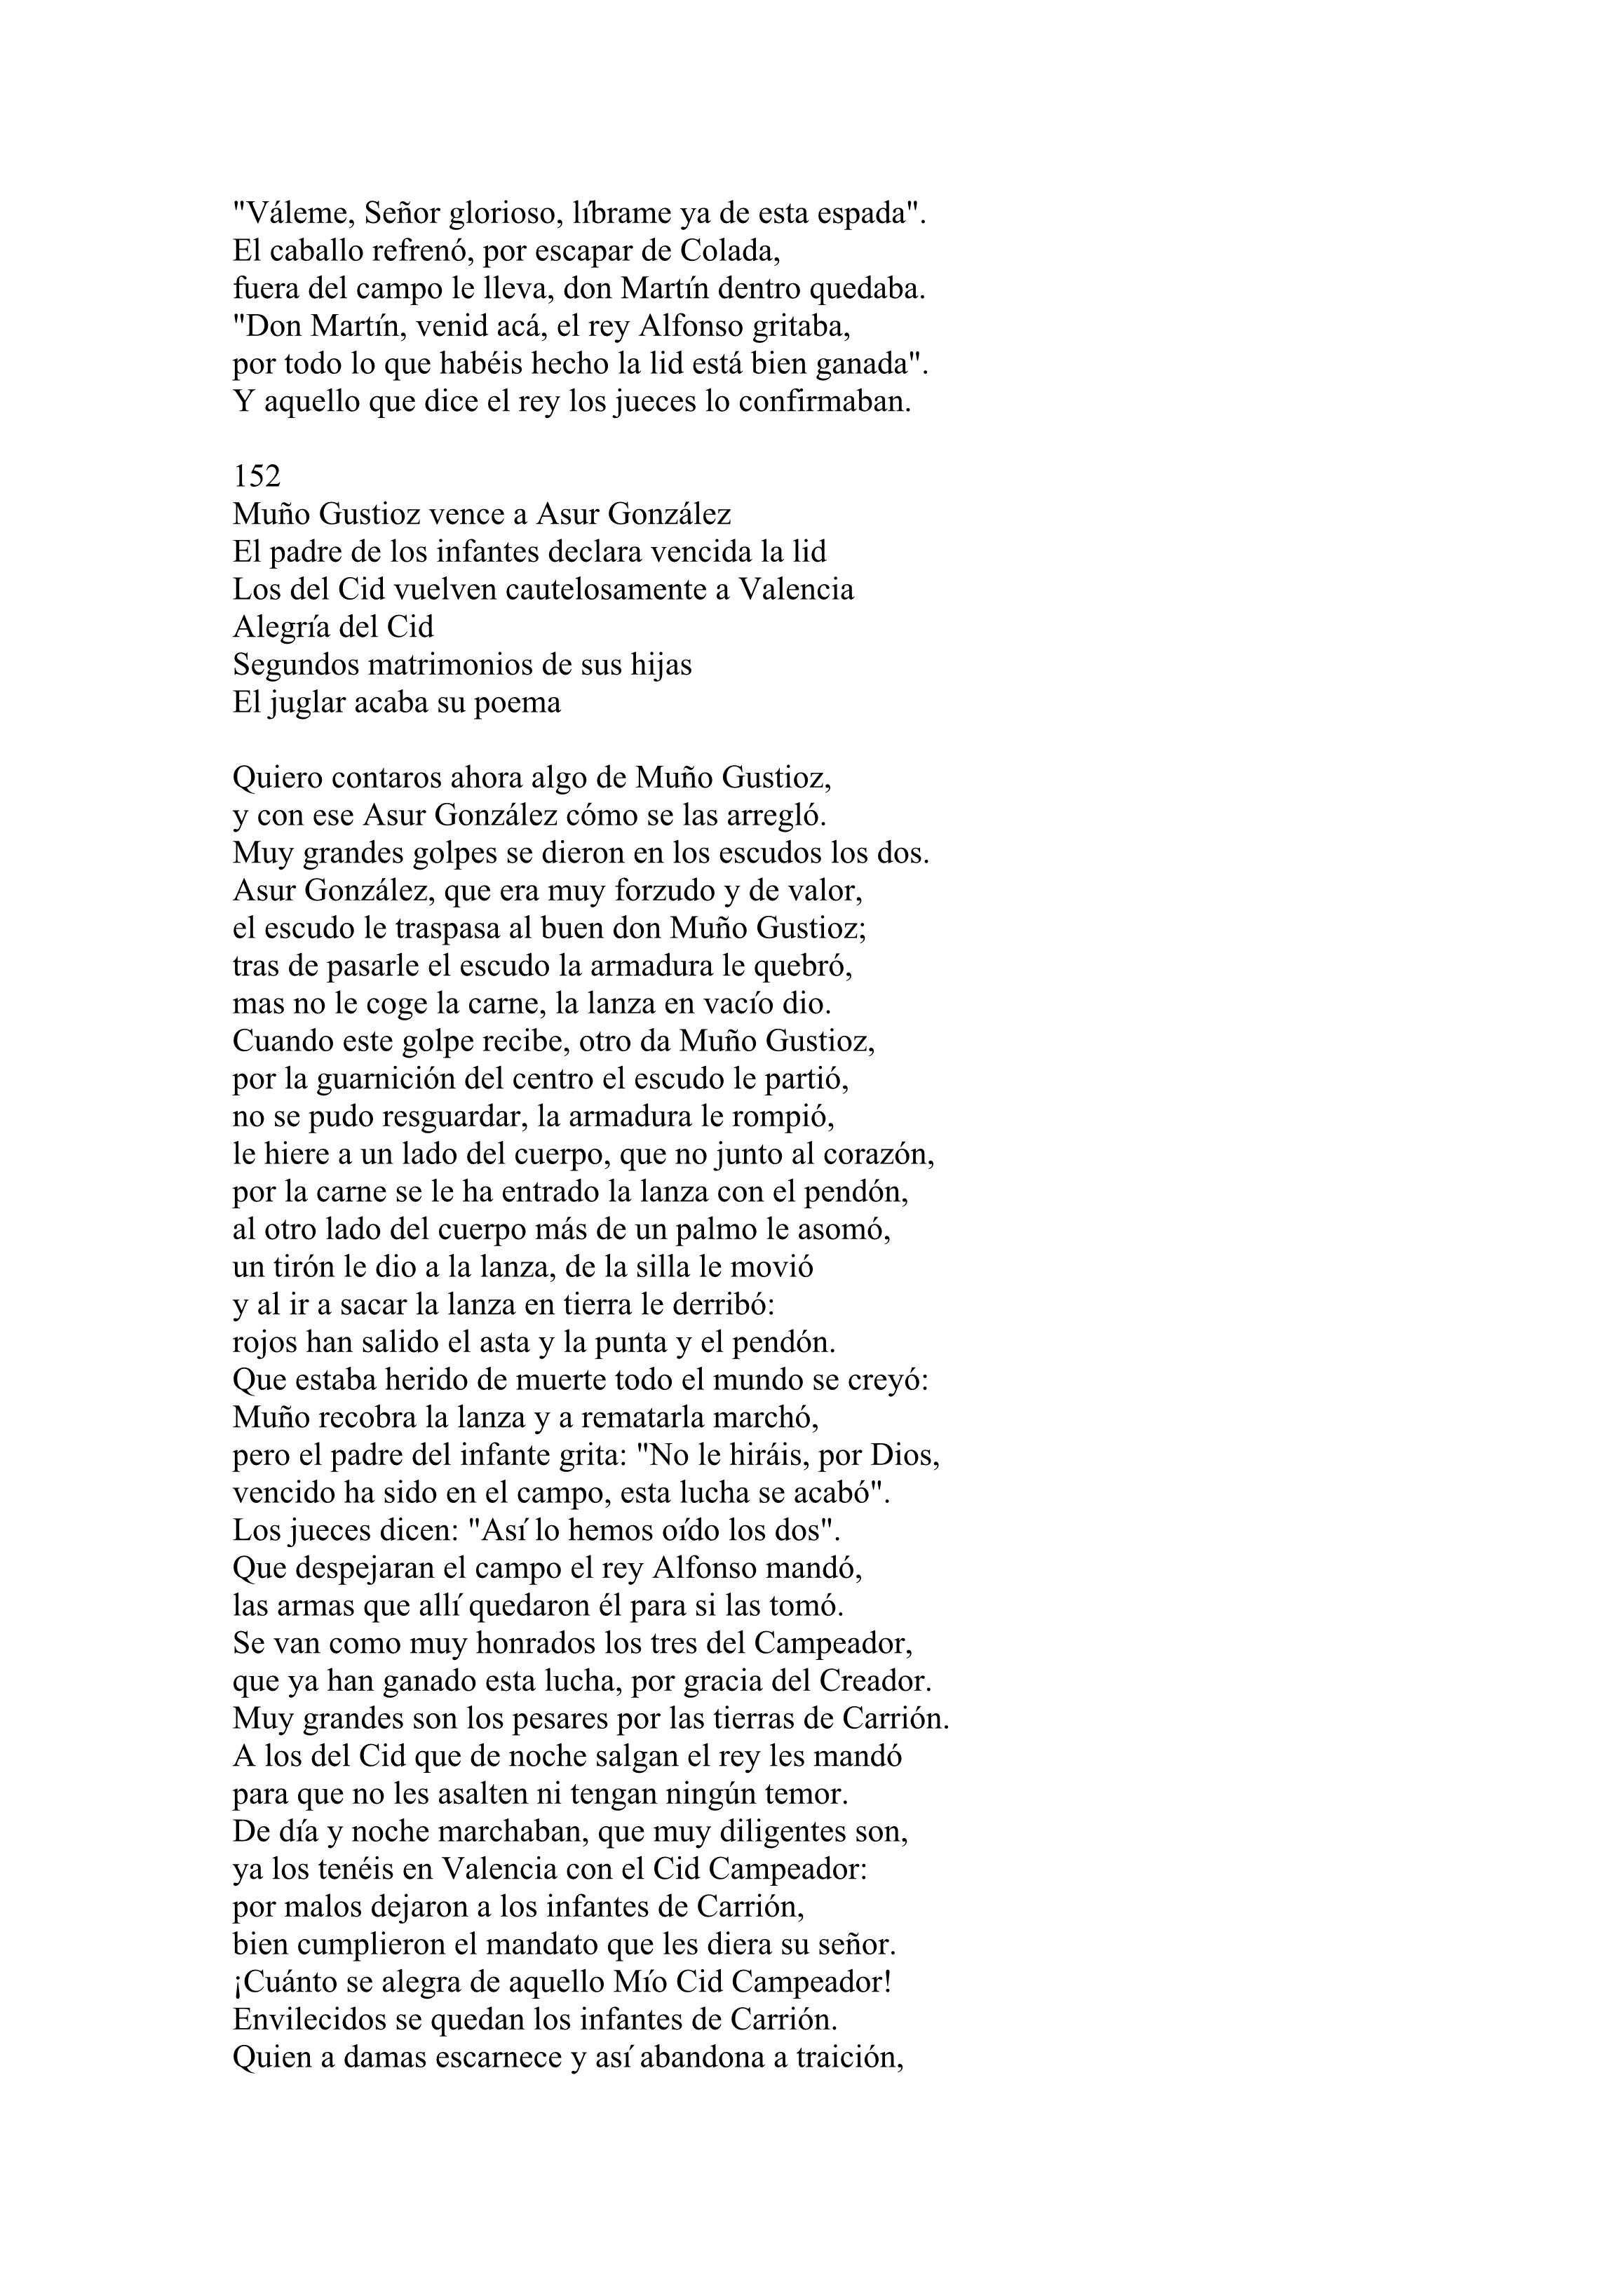 "Váleme, Señor glorioso, líbrame ya de esta espada".
El caballo refrenó, por escapar de Colada,
fuera del campo le lleva, don Martín dentro quedaba.
"Don Martín, venid acá, el rey Alfonso gritaba,
por todo lo que habéis hecho la lid está bien ganada".
Y aquello que dice el rey los jueces lo confirmaban.

152
Muño Gustioz vence a Asur González
El padre de los infantes declara vencida la lid
Los del Cid vuelven cautelosamente a Valencia
Alegría del Cid
Segundos matrimonios de sus hijas
El juglar acaba su poema

Quiero contaros ahora algo de Muño Gustioz,
y con ese Asur González cómo se las arregló.
Muy grandes golpes se dieron en los escudos los dos.
Asur González, que era muy forzudo y de valor,
el escudo le traspasa al buen don Muño Gustioz;
tras de pasarle el escudo la armadura le quebró,
mas no le coge la carne, la lanza en vacío dio.
Cuando este golpe recibe, otro da Muño Gustioz,
por la guarnición del centro el escudo le partió,
no se pudo resguardar, la armadura le rompió,
le hiere a un lado del cuerpo, que no junto al corazón,
por la carne se le ha entrado la lanza con el pendón,
al otro lado del cuerpo más de un palmo le asomó,
un tirón le dio a la lanza, de la silla le movió
y al ir a sacar la lanza en tierra le derribó:
rojos han salido el asta y la punta y el pendón.
Que estaba herido de muerte todo el mundo se creyó:
Muño recobra la lanza y a rematarla marchó,
pero el padre del infante grita: "No le hiráis, por Dios,
vencido ha sido en el campo, esta lucha se acabó".
Los jueces dicen: "Así lo hemos oído los dos".
Que despejaran el campo el rey Alfonso mandó,
las armas que allí quedaron él para si las tomó.
Se van como muy honrados los tres del Campeador,
que ya han ganado esta lucha, por gracia del Creador.
Muy grandes son los pesares por las tierras de Carrión.
A los del Cid que de noche salgan el rey les mandó
para que no les asalten ni tengan ningún temor.
De día y noche marchaban, que muy diligentes son,
ya los tenéis en Valencia con el Cid Campeador:
por malos dejaron a los infantes de Carrión,
bien cumplieron el mandato que les diera su señor.
¡Cuánto se alegra de aquello Mío Cid Campeador!
Envilecidos se quedan los infantes de Carrión.
Quien a damas escarnece y así abandona a traición,